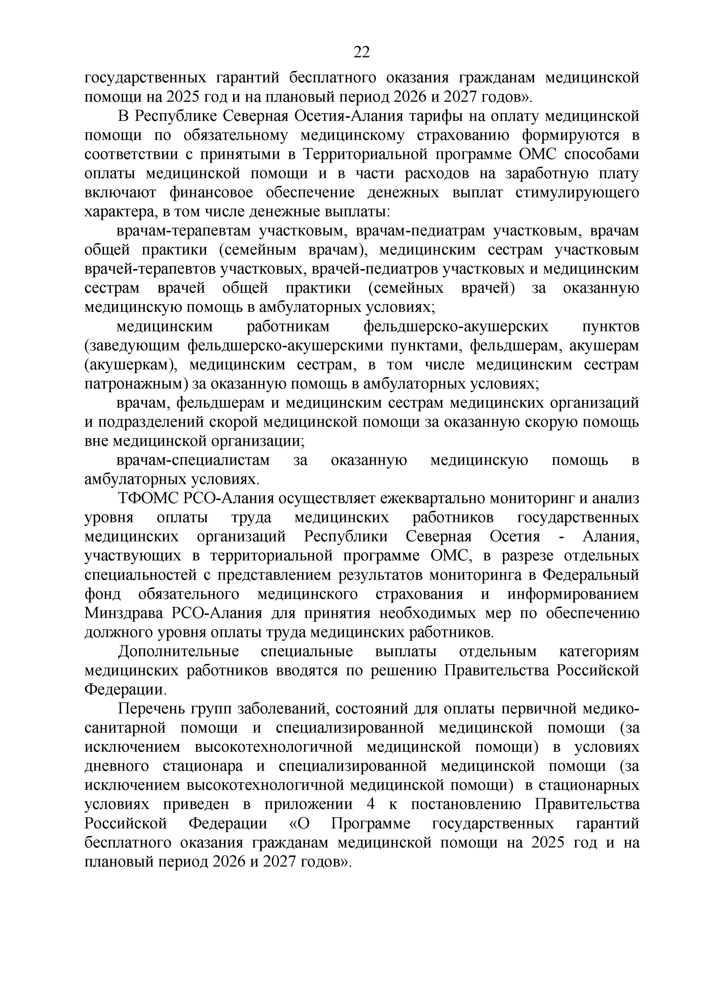 22
государственных гарантий бесплатного оказания гражданам медицинской
помощи на 2025 год и на плановый период 2026 и 2027 годов».
В Республике Северная Осетия-Алания тарифы на оплату медицинской
помощи по обязательному медицинскому страхованию формируются в
соответствии с принятыми в Территориальной программе ОМС способами
оплаты медицинской помощи и в части расходов на заработную плату
включают финансовое обеспечение денежных выплат стимулирующего
характера, в том числе денежные выплаты:
врачам-терапевтам участковым, врачам-педиатрам участковым, врачам
общей практики (семейным врачам), медицинским сестрам участковым
врачей-терапевтов участковых, врачей-педиатров участковых и медицинским
сестрам врачей общей практики (семейных врачей) за оказанную
медицинскую помощь в амбулаторных условиях;
медицинским работникам фельдшерско-акушерских пунктов
(заведующим фельдшерско-акушерскими пунктами, фельдшерам, акушерам
(акушеркам), медицинским сестрам, в том числе медицинским сестрам
патронажным) за оказанную помощь в амбулаторных условиях;
врачам, фельдшерам и медицинским сестрам медицинских организаций
и подразделений скорой медицинской помощи за оказанную скорую помощь
вне медицинской организации;
врачам-специалистам за оказанную медицинскую помощь в
амбулаторных условиях.
ТФОМС РСО-Алания осуществляет ежеквартально мониторинг и анализ
уровня оплаты труда медицинских работников государственных
медицинских организаций Республики Северная Осетия - Алания,
участвующих в территориальной программе ОМС, в разрезе отдельных
специальностей с представлением результатов мониторинга в Федеральный
фонд обязательного медицинского страхования и информированием
Минздрава РСО-Алания для принятия необходимых мер по обеспечению
должного уровня оплаты труда медицинских работников.
Дополнительные специальные выплаты отдельным категориям
медицинских работников вводятся по решению Правительства Российской
Федерации.
Перечень групп заболеваний, состояний для оплаты первичной медико-
санитарной помощи и специализированной медицинской помощи (за
исключением высокотехнологичной медицинской помощи) в условиях
дневного стационара и специализированной медицинской помощи (за
исключением высокотехнологичной медицинской помощи) в стационарных
условиях приведен в приложении 4 к постановлению Правительства
Российской Федерации «О Программе государственных гарантий
бесплатного оказания гражданам медицинской помощи на 2025 год и на
плановый период 2026 и 2027 годов».